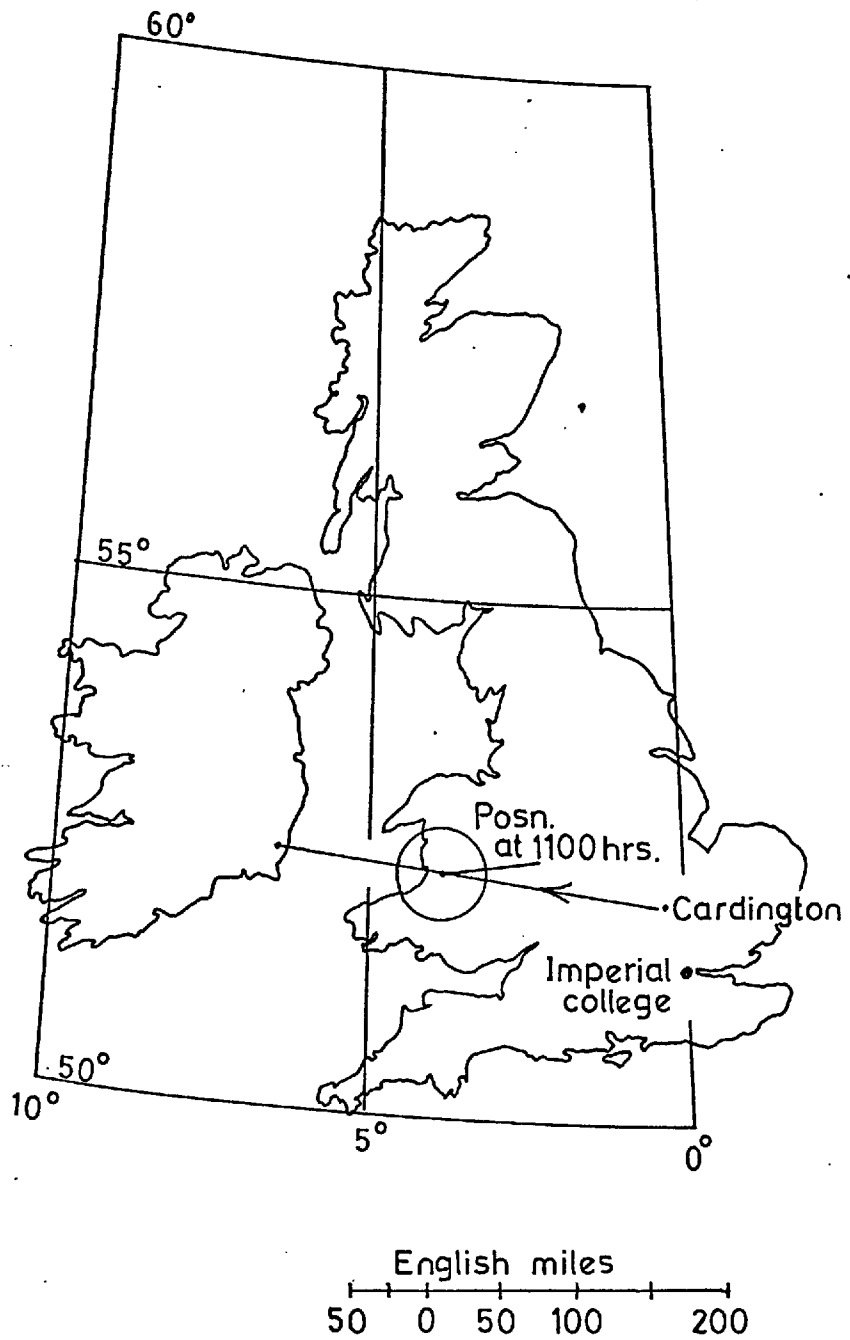 60°
55°
Posn.
at 1100 hrs.
Cardington
Imperial
college
50°
10°
5°
0°
English miles
50 0 50 100 200